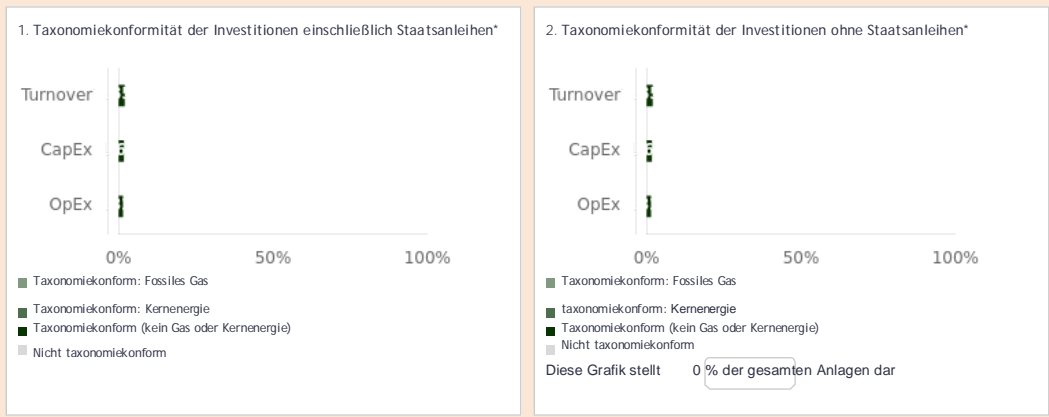 1. Taxonomiekonformität der Investitionen einschließlich Staatsanleihen*
Turnover
CapEx
OpEx
0% 50% 100%
Taxonomiekonform: Fossiles Gas
Taxonomiekonform: Kernenergie
Taxonomiekonform (kein Gas oder Kernenergie)
Nicht taxonomiekonform
2. Taxonomiekonformität der Investitionen ohne Staatsanleihen*
Turnover
CapEx
OpEx
0% 50% 100%
Taxonomiekonform: Fossiles Gas
taxonomiekonform: Kernenergie
Taxonomiekonform (kein Gas oder Kernenergie)
Nicht taxonomiekonform
Diese Grafik stellt 0 % der gesamten Anlagen dar